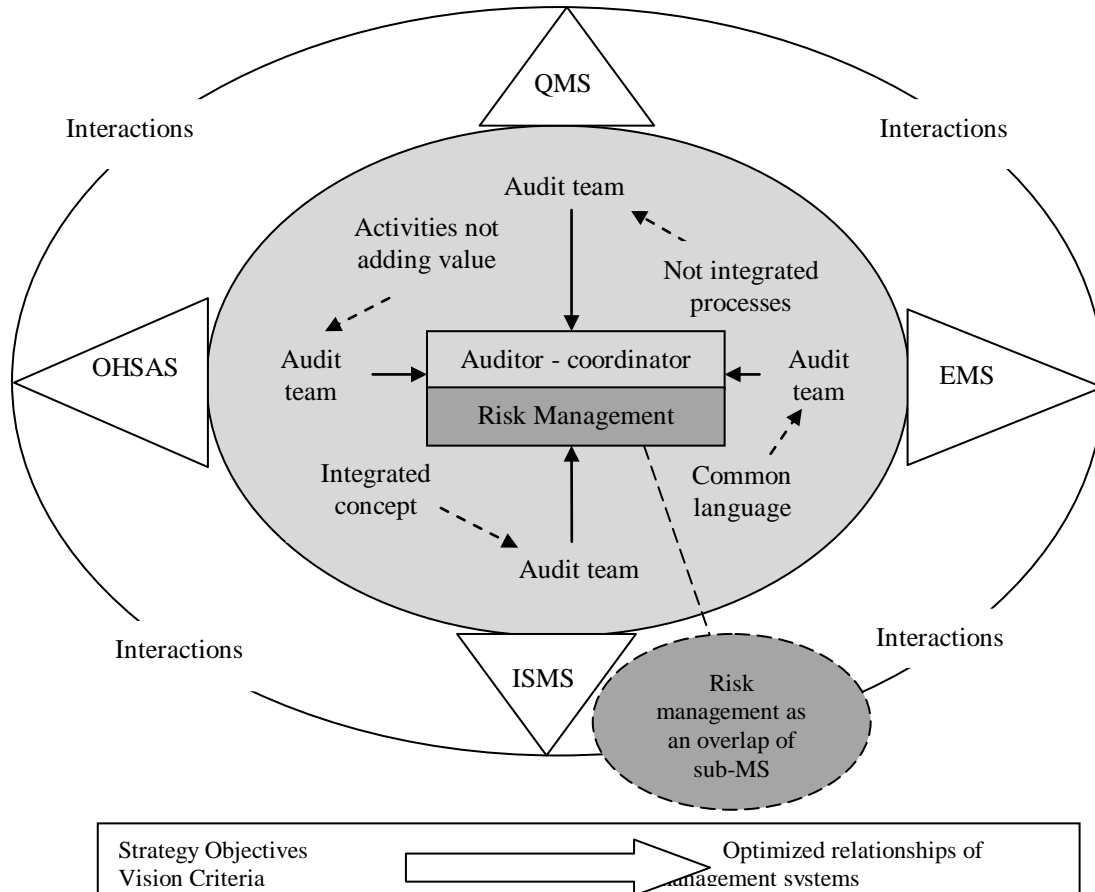 QMS
Interactions
Interactions
Audit team
Activities not
adding value
Not integrated
processes
OHSAS
Audit
team
Auditor - coordinator
Audit
team
EMS
Risk Management
Integrated
concept
Common
language
Audit team
Interactions
Interactions
ISMS
Risk
management as
an overlap of
sub-MS
Strategy Objectives
Vision Criteria
Optimized relationships of
anagement systems